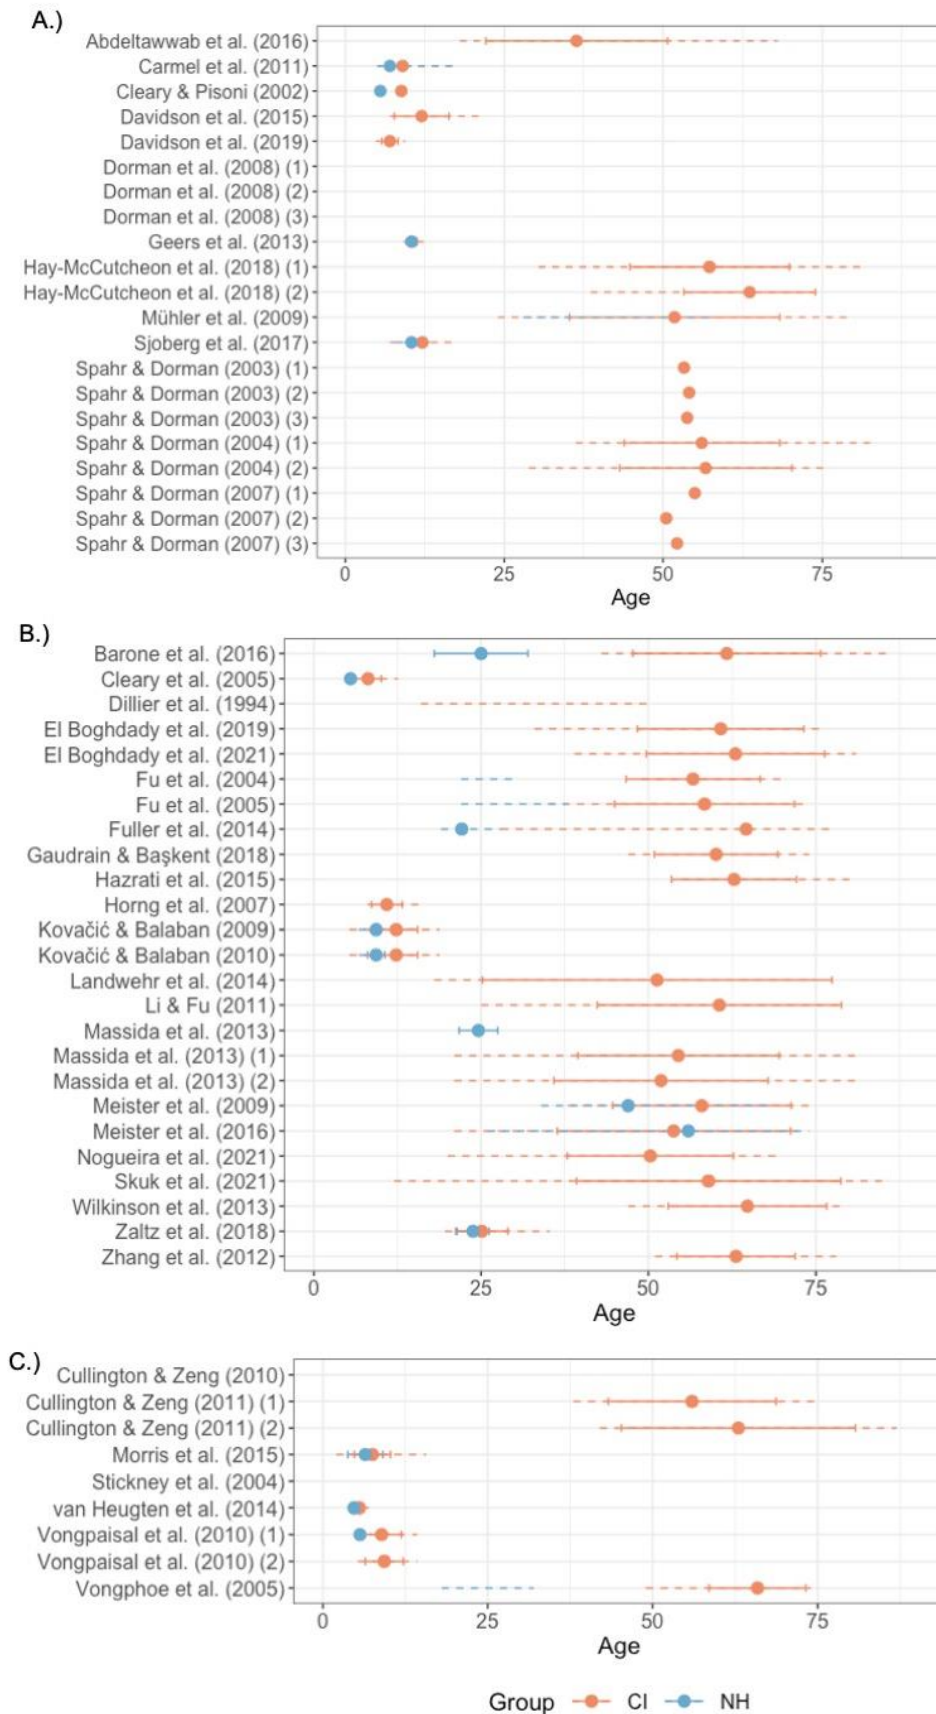 A.)
Abdeltawwab et al. (2016)
Carmel et al. (2011)
Cleary & Pisoni (2002)
Davidson et al. (2015)
Davidson et al. (2019)
Dorman et al. (2008) (1)
Dorman et al. (2008) (2)
Dorman et al. (2008) (3)
Geers et al. (2013)
Hay-McCutcheon et al. (2018) (1)
Hay-McCutcheon et al. (2018) (2)
Mühler et al. (2009)
Sjoberg et al. (2017)
Spahr & Dorman (2003) (1)
Spahr & Dorman (2003) (2)
Spahr & Dorman (2003) (3)
Spahr & Dorman (2004) (1)
Spahr & Dorman (2004) (2)
Spahr & Dorman (2007) (1)
Spahr & Dorman (2007) (2)
Spahr & Dorman (2007) (3)
0 25 50 75
Age
B.)
Barone et al. (2016)
Cleary et al. (2005)
Dillier et al. (1994)
El Boghdady et al. (2019)
El Boghdady et al. (2021)
Fu et al. (2004)
Fu et al. (2005)
Fuller et al. (2014)
Gaudrain & Başkent (2018)
Hazrati et al. (2015)
Horng et al. (2007)
Kovačić & Balaban (2009)
Kovačić & Balaban (2010)
Landwehr et al. (2014)
Li & Fu (2011)
Massida et al. (2013)
Massida et al. (2013) (1)
Massida et al. (2013) (2)
Meister et al. (2009)
Meister et al. (2016)
Nogueira et al. (2021)
Skuk et al. (2021)
Wilkinson et al. (2013)
Zaltz et al. (2018)
Zhang et al. (2012)
0 25 50 75
Age
C.)
Cullington & Zeng (2010)
Cullington & Zeng (2011) (1)
Cullington & Zeng (2011) (2)
Morris et al. (2015)
Stickney et al. (2004)
van Heugten et al. (2014)
Vongpaisal et al. (2010) (1)
Vongpaisal et al. (2010) (2)
Vongphoe et al. (2005)
0 25 50 75
Age
Group CI NH